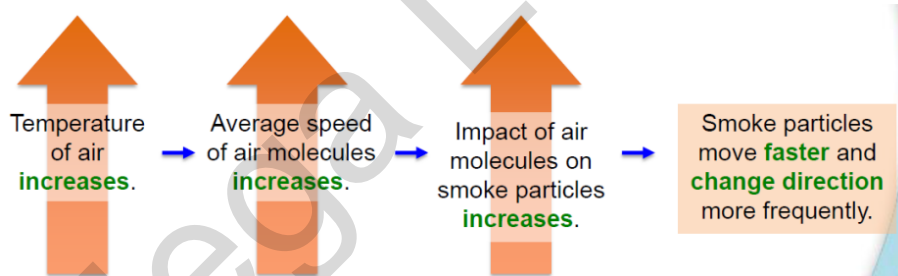 Temperature
of air
increases.
Average speed
of air molecules
increases.
Impact of air
molecules on
smoke particles
increases.
Smoke particles
move faster and
change direction
more frequently.
ega L